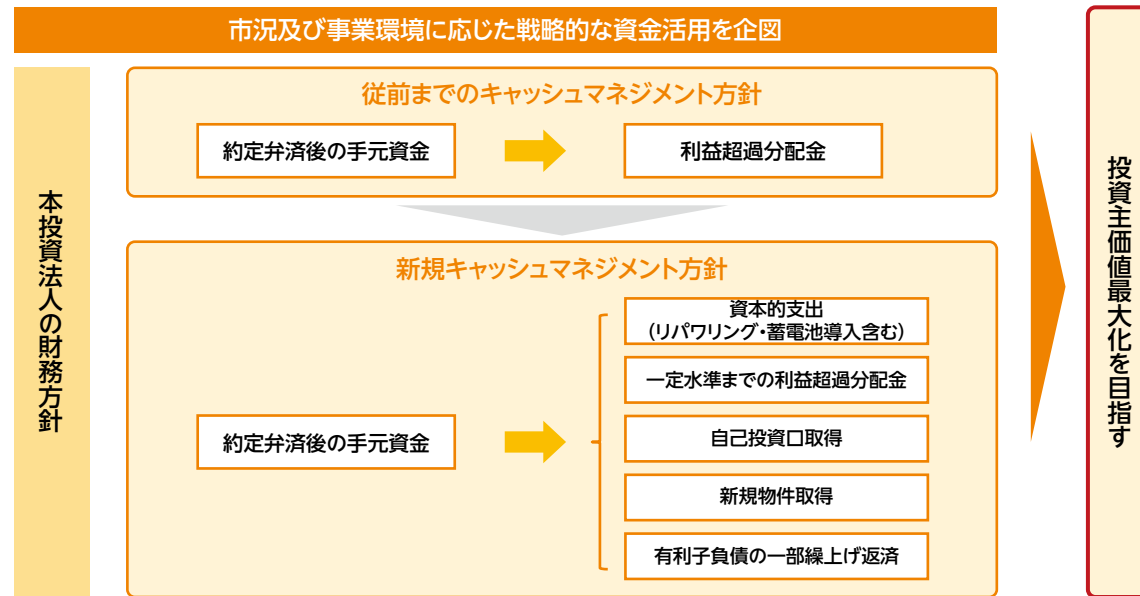 市況及び事業環境に応じた戦略的な資金活用を企図
本投資法人の財務方針
従前までのキャッシュマネジメント方針
約定弁済後の手元資金
利益超過分配金
新規キャッシュマネジメント方針
約定弁済後の手元資金
資本的支出
(リパワリング・蓄電池導入含む)
一定水準までの利益超過分配金
自己投資口取得
新規物件取得
有利子負債の一部繰上げ返済
投資主価値最大化を目指す